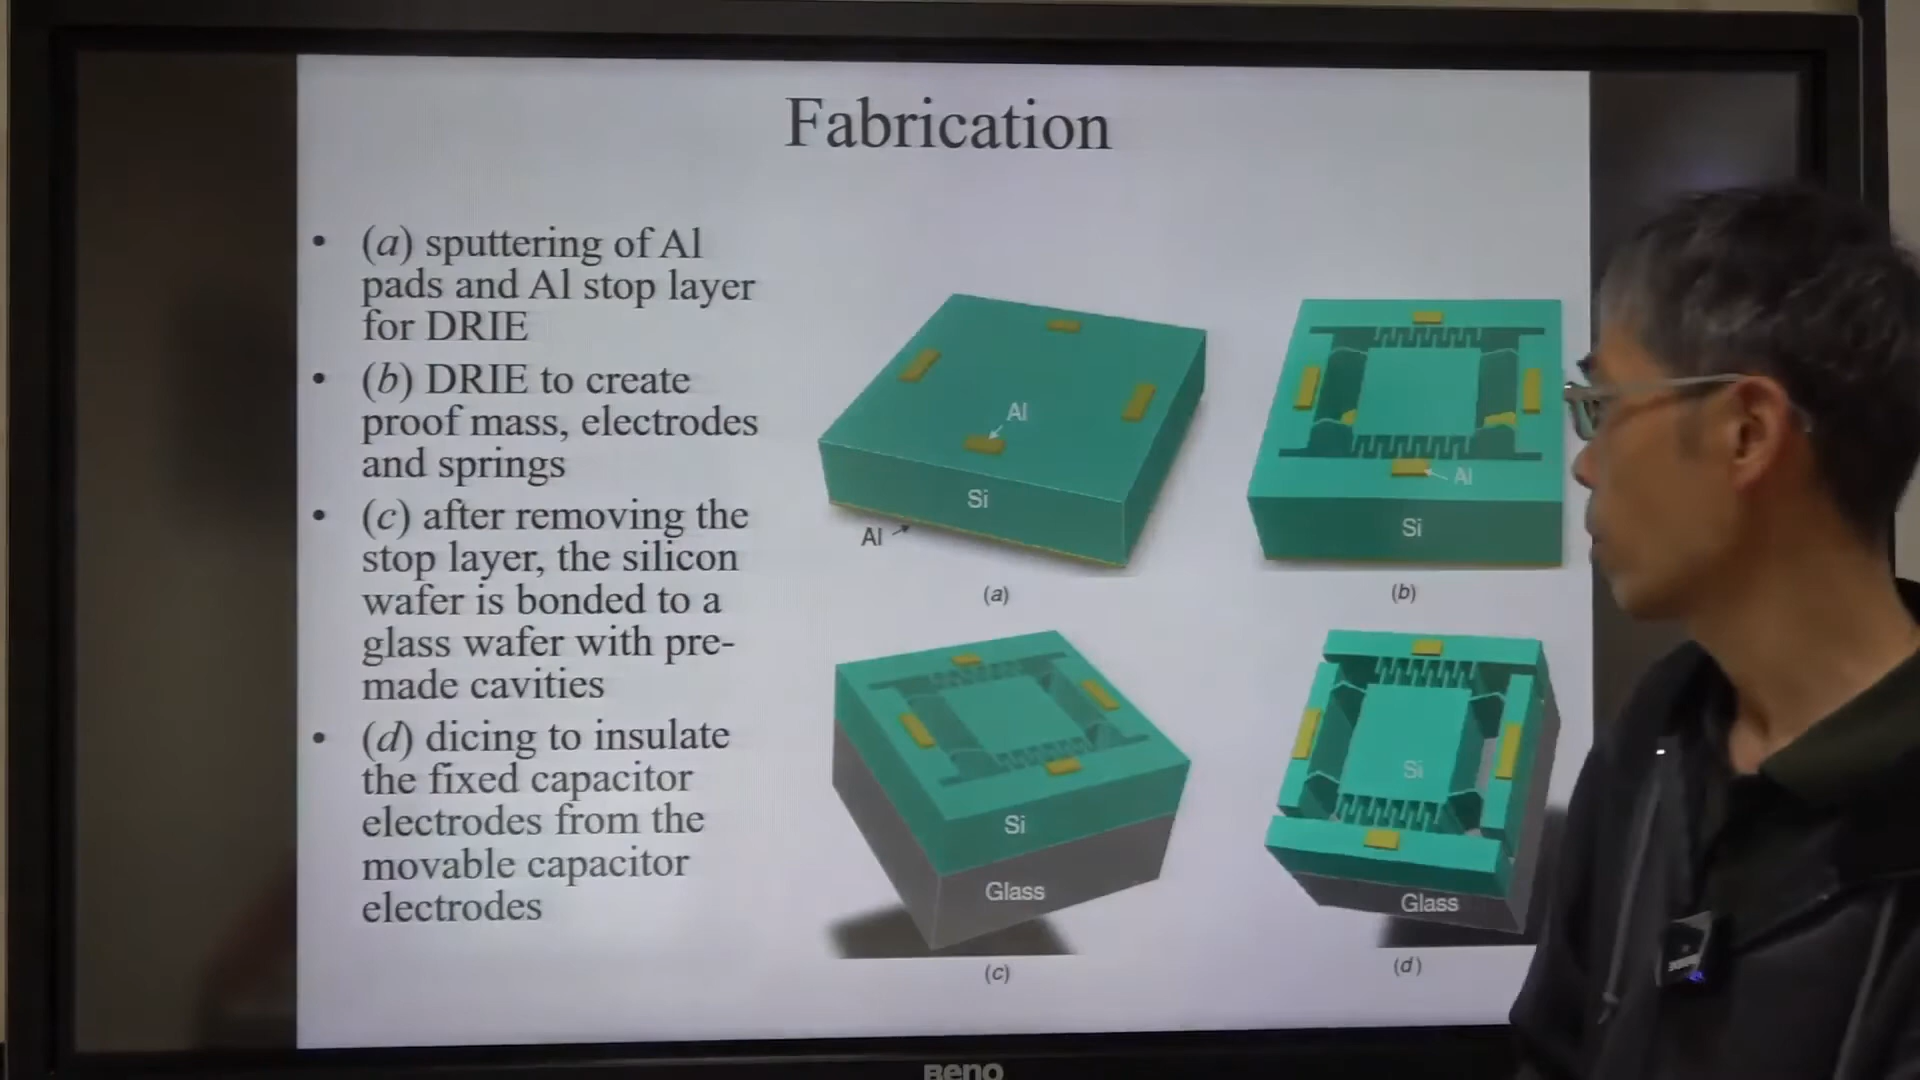 Fabrication
• (a) sputtering of Al
pads and Al stop layer
for DRIE
• (b) DRIE to create
proof mass, electrodes
and springs
• (c) after removing the
stop layer, the silicon
wafer is bonded to a
glass wafer with pre-
made cavities
• (d) dicing to insulate
the fixed capacitor
electrodes from the
movable capacitor
electrodes
Al
Si
Al
(a)
Al
Si
(b)
Si
Glass
(c)
Si
Glass
(d)
BenQ